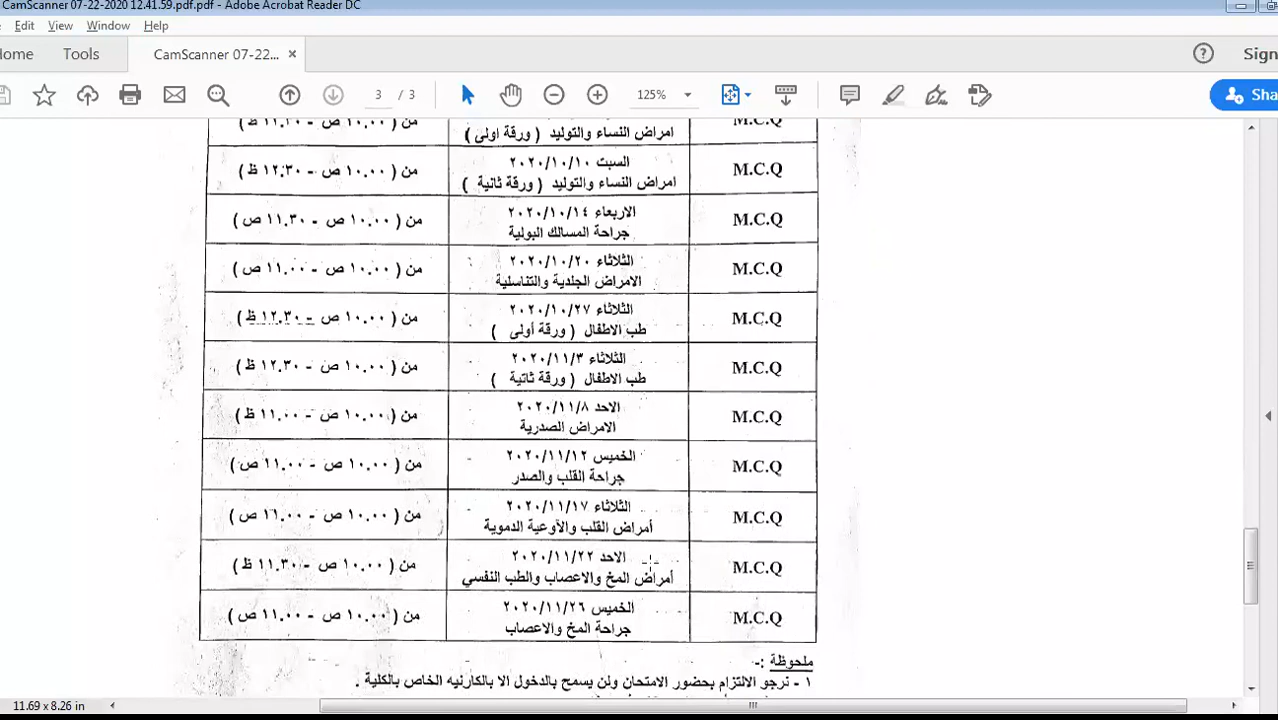 CamScanner 07-22-2020 12.41.59.pdf.pdf - Adobe Acrobat Reader DC
Edit View Window Help
Home Tools CamScanner 07-22... × ? Sign
3 / 3 125% Sha
M.C.Q
امراض النساء والتوليد ( ورقة اولى )
M.C.Q
السبت ٢٠٢٠/١٠/١٠
امراض النساء والتوليد ( ورقة ثانية )
من ( ١٠.٠٠ ص - ١٢.٣٠ ظ )
M.C.Q
الاربعاء ٢٠٢٠/١٠/١٤
جراحة المسالك البولية
من ( ١٠.٠٠ ص - ١١.٣٠ ص )
M.C.Q
الثلاثاء ٢٠٢٠/١٠/٢٠
الامراض الجلدية والتناسلية
من ( ١٠.٠٠ ص - ١١.٠٠ ص )
M.C.Q
الثلاثاء ٢٠٢٠/١٠/٢٧
طب الاطفال ( ورقة أولى )
من ( ١٠.٠٠ ص - ١٢.٣٠ ظ )
M.C.Q
الثلاثاء ٢٠٢٠/١١/٣
طب الاطفال ( ورقة ثانية )
من ( ١٠.٠٠ ص - ١٢.٣٠ ظ )
M.C.Q
الاحد ٢٠٢٠/١١/٨
الامراض الصدرية
من ( ١٠.٠٠ ص - ١١.٠٠ ظ )
M.C.Q
الخميس ٢٠٢٠/١١/١٢
جراحة القلب والصدر
من ( ١٠.٠٠ ص - ١١.٠٠ ص )
M.C.Q
الثلاثاء ٢٠٢٠/١١/١٧
أمراض القلب والآوعية الدموية
من ( ١٠.٠٠ ص - ١١.٠٠ ص )
M.C.Q
الاحد ٢٠٢٠/١١/٢٢
أمراض المخ والاعصاب والطب النفسي
من ( ١٠.٠٠ ص - ١١.٣٠ ظ )
M.C.Q
الخميس ٢٠٢٠/١١/٢٦
جراحة المخ والاعصاب
من ( ١٠.٠٠ ص - ١١.٠٠ ص )
ملحوظة :-
١ - نرجو الالتزام بحضور الامتحان ولن يسمح بالدخول الا بالكارنيه الخاص بالكلية .
11.69 x 8.26 in